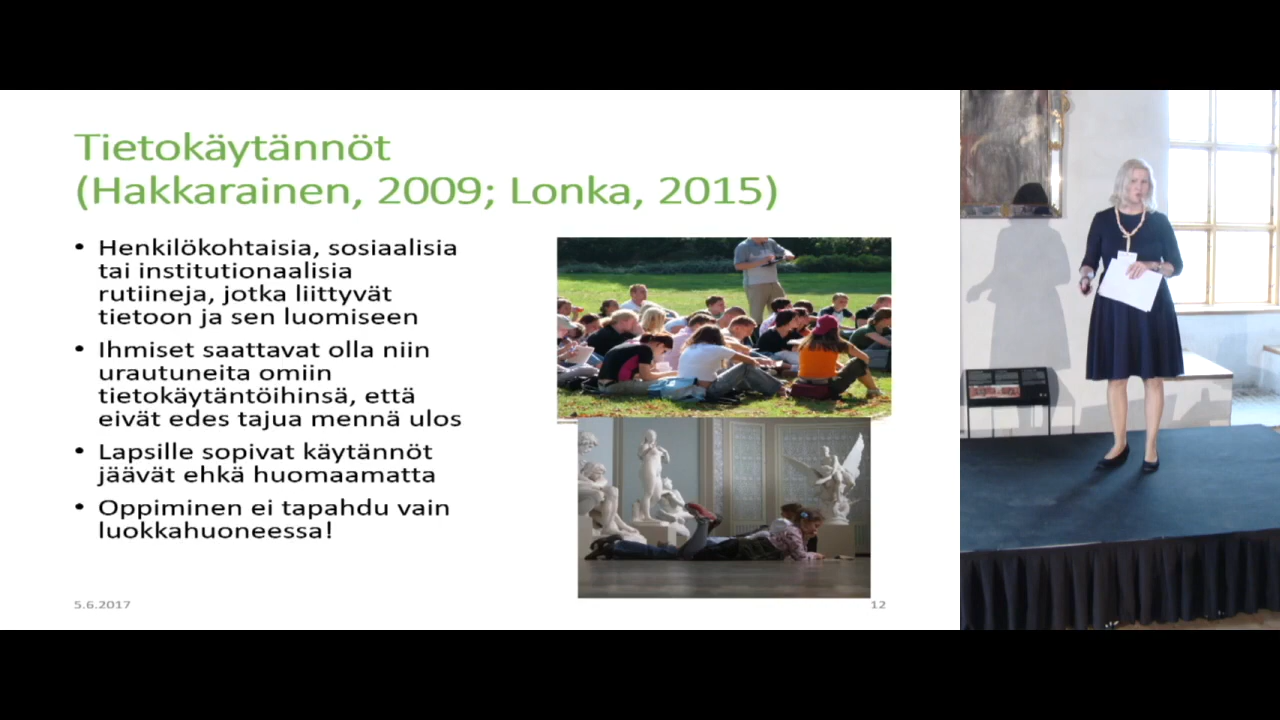 Tietokäytännöt
(Hakkarainen, 2009; Lonka, 2015)
• Henkilökohtaisia, sosiaalisia
tai institutionaalisia
rutiineja, jotka liittyvät
tietoon ja sen luomiseen
• Ihmiset saattavat olla niin
urautuneita omiin
tietokäytäntöihinsä, että
eivät edes tajua mennä ulos
• Lapsille sopivat käytännöt
jäävät ehkä huomaamatta
• Oppiminen ei tapahdu vain
luokkahuoneessa!
5.6.2017
12